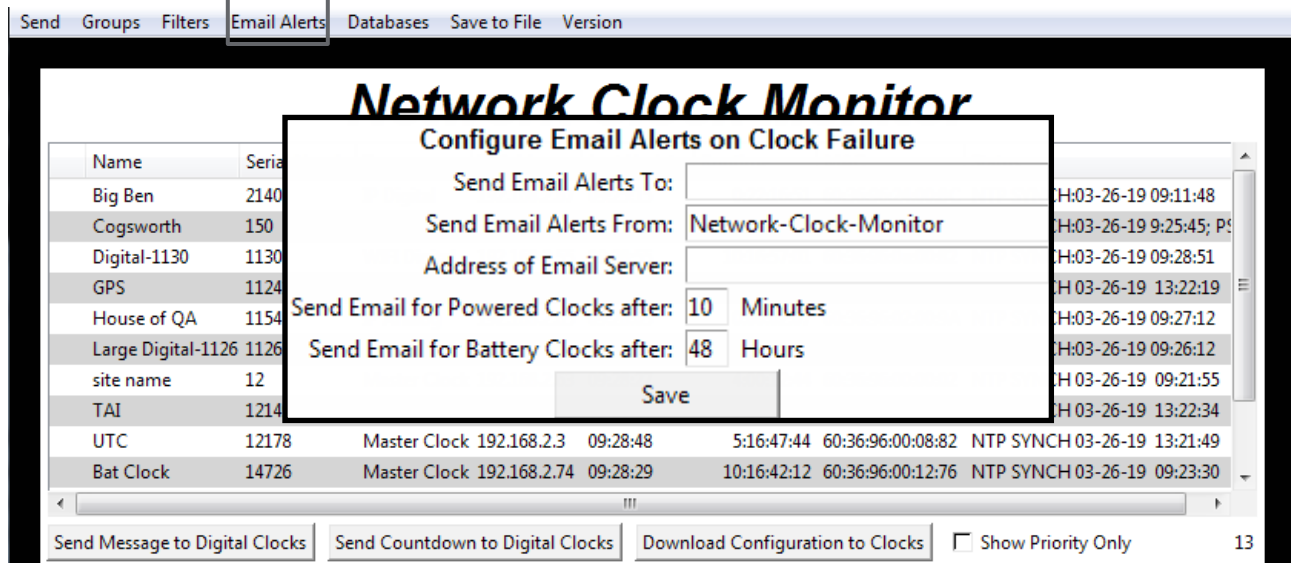 Send Groups Filters Email Alerts Databases Save to File Version
Network Clock Monitor
Configure Email Alerts on Clock Failure
Send Email Alerts To:
Send Email Alerts From: Network-Clock-Monitor
Address of Email Server:
Send Email for Powered Clocks after: 10 Minutes
Send Email for Battery Clocks after: 48 Hours
Save
Name Seria
Big Ben 2140 CH:03-26-19 09:11:48
Cogsworth 150 CH:03-26-19 9:25:45; PS
Digital-1130 1130 CH:03-26-19 09:28:51
GPS 1124 CH 03-26-19 13:22:19
House of QA 1154 CH:03-26-19 09:27:12
Large Digital-1126 1126 CH:03-26-19 09:26:12
site name 12 CH 03-26-19 09:21:55
TAI 1214 CH 03-26-19 13:22:34
UTC 12178 Master Clock 192.168.2.3 09:28:48 5:16:47:44 60:36:96:00:08:82 NTP SYNCH 03-26-19 13:21:49
Bat Clock 14726 Master Clock 192.168.2.74 09:28:29 10:16:42:12 60:36:96:00:12:76 NTP SYNCH 03-26-19 09:23:30
Send Message to Digital Clocks Send Countdown to Digital Clocks Download Configuration to Clocks Show Priority Only 13